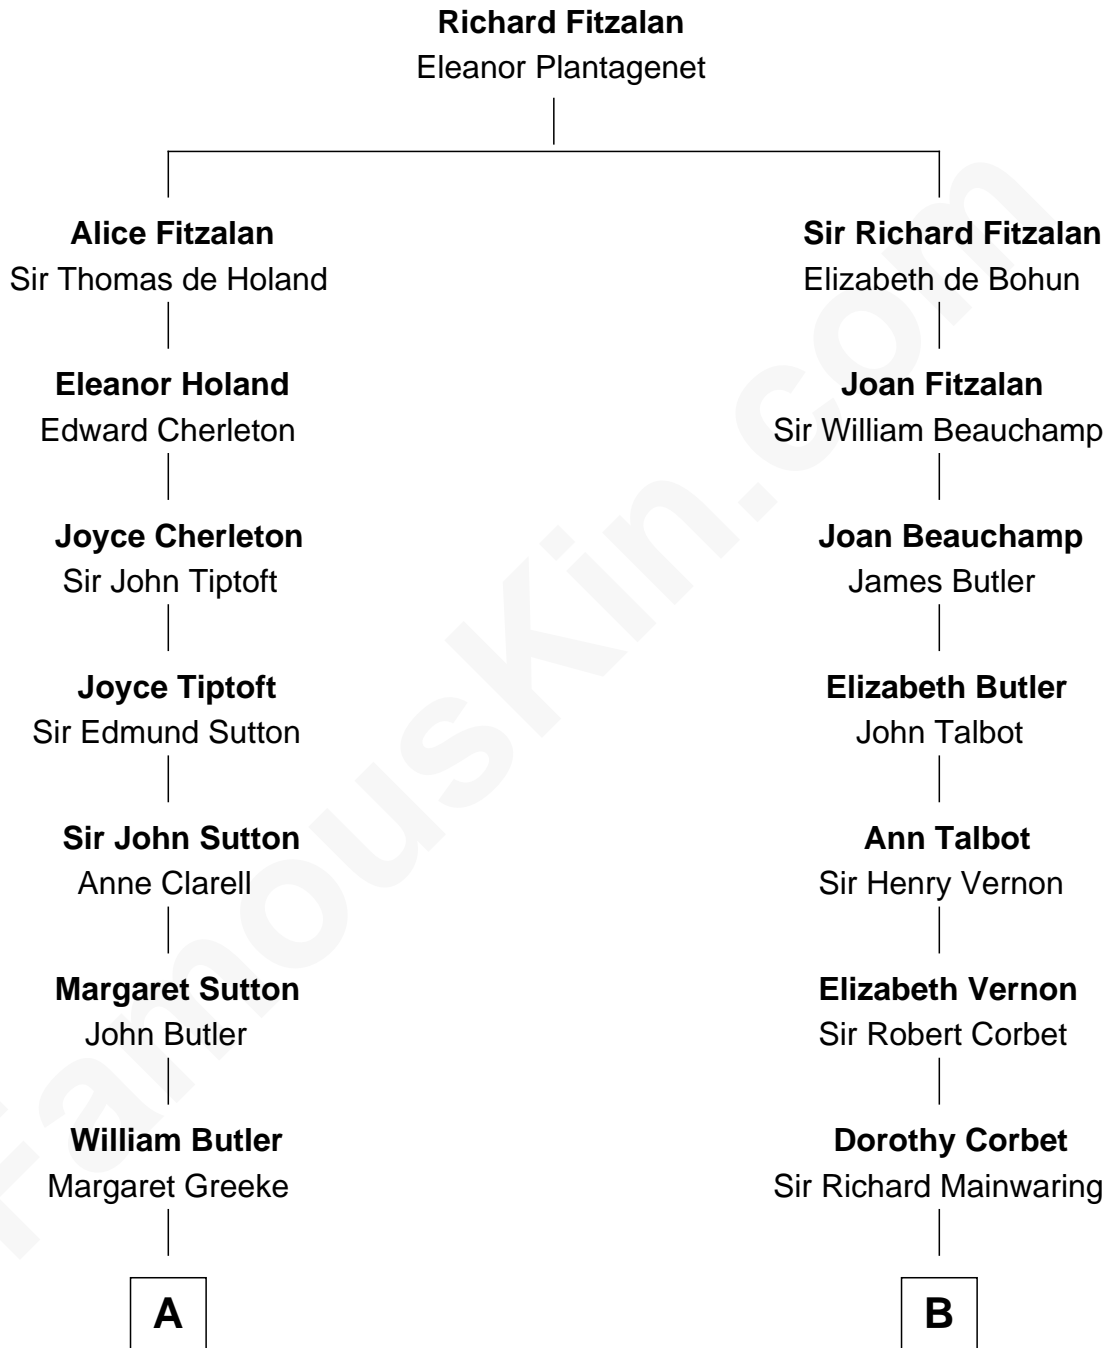 Richard Fitzalan
Eleanor Plantagenet
Alice Fitzalan
Sir Thomas de Holand
Sir Richard Fitzalan
Elizabeth de Bohun
Eleanor Holand
Edward Cherleton
Joan Fitzalan
Sir William Beauchamp
Joyce Cherleton
Sir John Tiptoft
Joan Beauchamp
James Butler
Joyce Tiptoft
Sir Edmund Sutton
Elizabeth Butler
John Talbot
Sir John Sutton
Anne Clarell
Ann Talbot
Sir Henry Vernon
Margaret Sutton
John Butler
Elizabeth Vernon
Sir Robert Corbet
William Butler
Margaret Greeke
Dorothy Corbet
Sir Richard Mainwaring
A
B
FamousKin.com